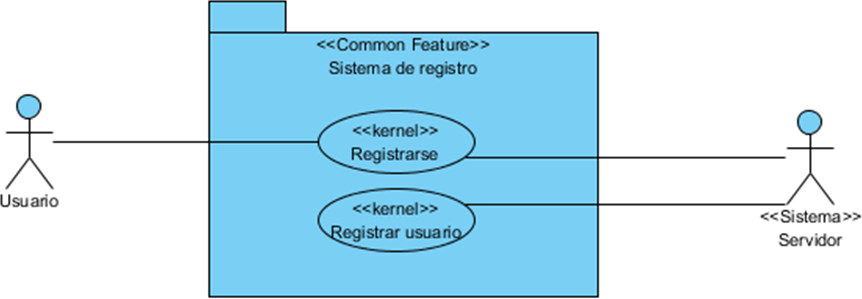 <<Common Feature>>
Sistema de registro
<<kernel>>
Registrarse
Usuario
<<kernel>>
Registrar usuario
<<Sistema>>
Servidor